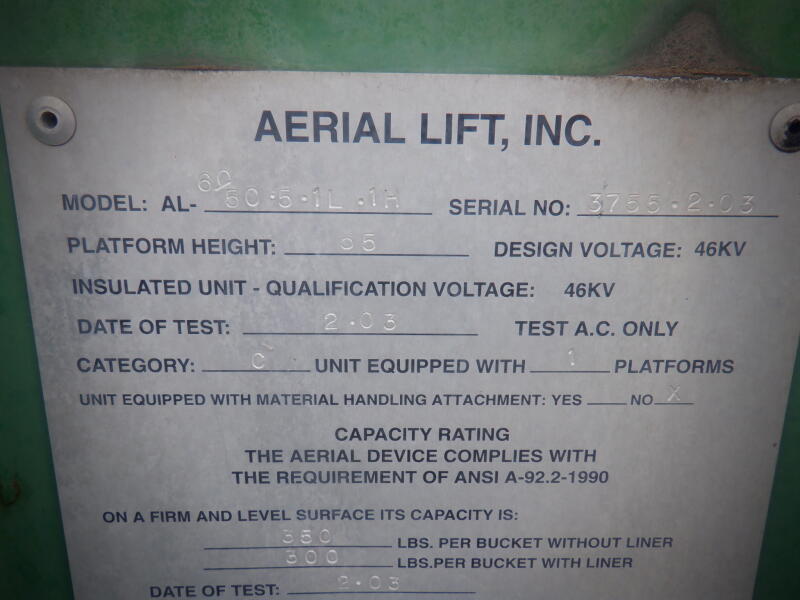 AERIAL LIFT, INC.
60/
MODEL: AL- 50·5·1L·1H SERIAL NO: 3755·2·03
PLATFORM HEIGHT: DESIGN VOLTAGE: 46KV
INSULATED UNIT - QUALIFICATION VOLTAGE: 46KV
DATE OF TEST: 2·03 TEST A.C. ONLY
CATEGORY: C UNIT EQUIPPED WITH 1 PLATFORMS
UNIT EQUIPPED WITH MATERIAL HANDLING ATTACHMENT: YES ___ NO X
CAPACITY RATING
THE AERIAL DEVICE COMPLIES WITH
THE REQUIREMENT OF ANSI A-92.2-1990
ON A FIRM AND LEVEL SURFACE ITS CAPACITY IS:
350 LBS. PER BUCKET WITHOUT LINER
300 LBS.PER BUCKET WITH LINER
DATE OF TEST: 2·03